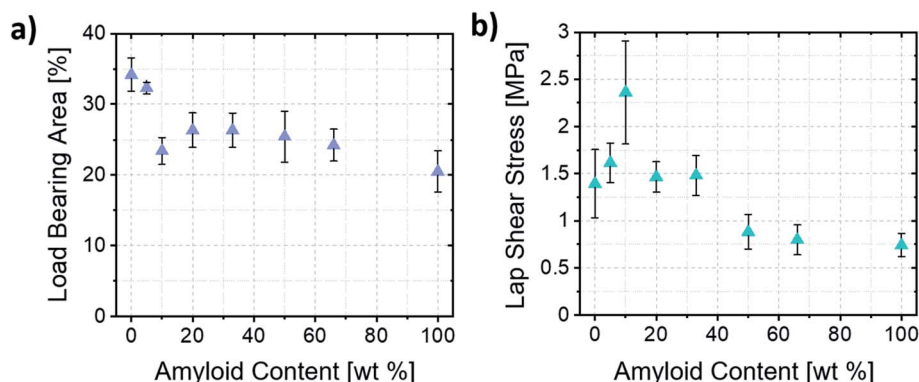 a)
Load Bearing Area [%]
40
30
20
10
0
0 20 40 60 80 100
Amyloid Content [wt %]
b)
Lap Shear Stress [MPa]
3
2.5
2
1.5
1
0.5
0
0 20 40 60 80 100
Amyloid Content [wt %]